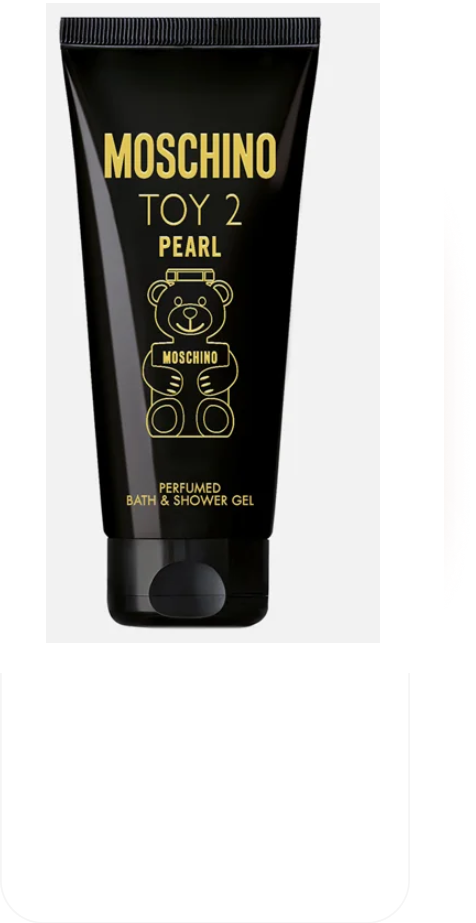 MOSCHINO
TOY 2
PEARL
MOSCHINO
PERFUMED
BATH & SHOWER GEL